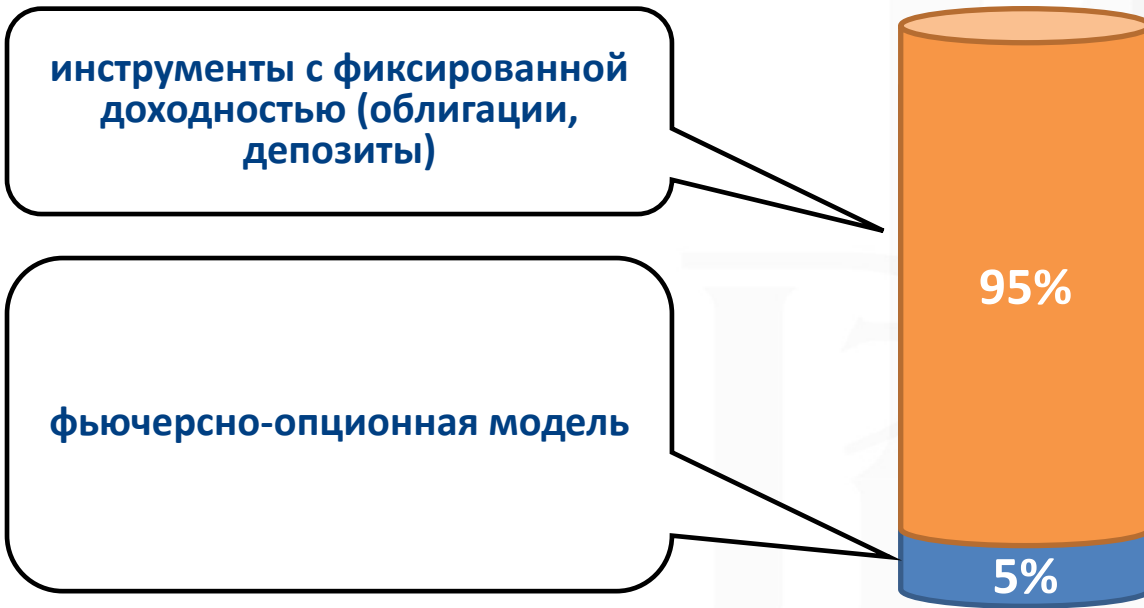 инструменты с фиксированной
доходностью (облигации,
депозиты)
95%
фьючерсно-опционная модель
5%